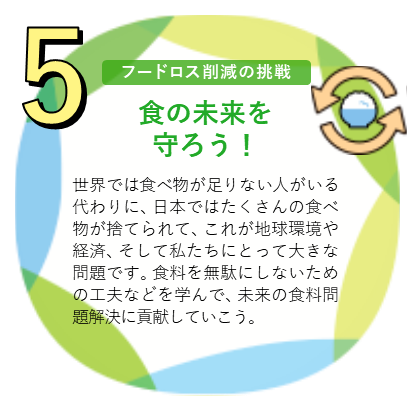 5
フードロス削減の挑戦
食の未来を
守ろう！
世界では食べ物が足りない人がいる
代わりに、日本ではたくさんの食べ
物が捨てられて、これが地球環境や
経済、そして私たちにとって大きな
問題です。食料を無駄にしないため
の工夫などを学んで、未来の食料問
題解決に貢献していこう。